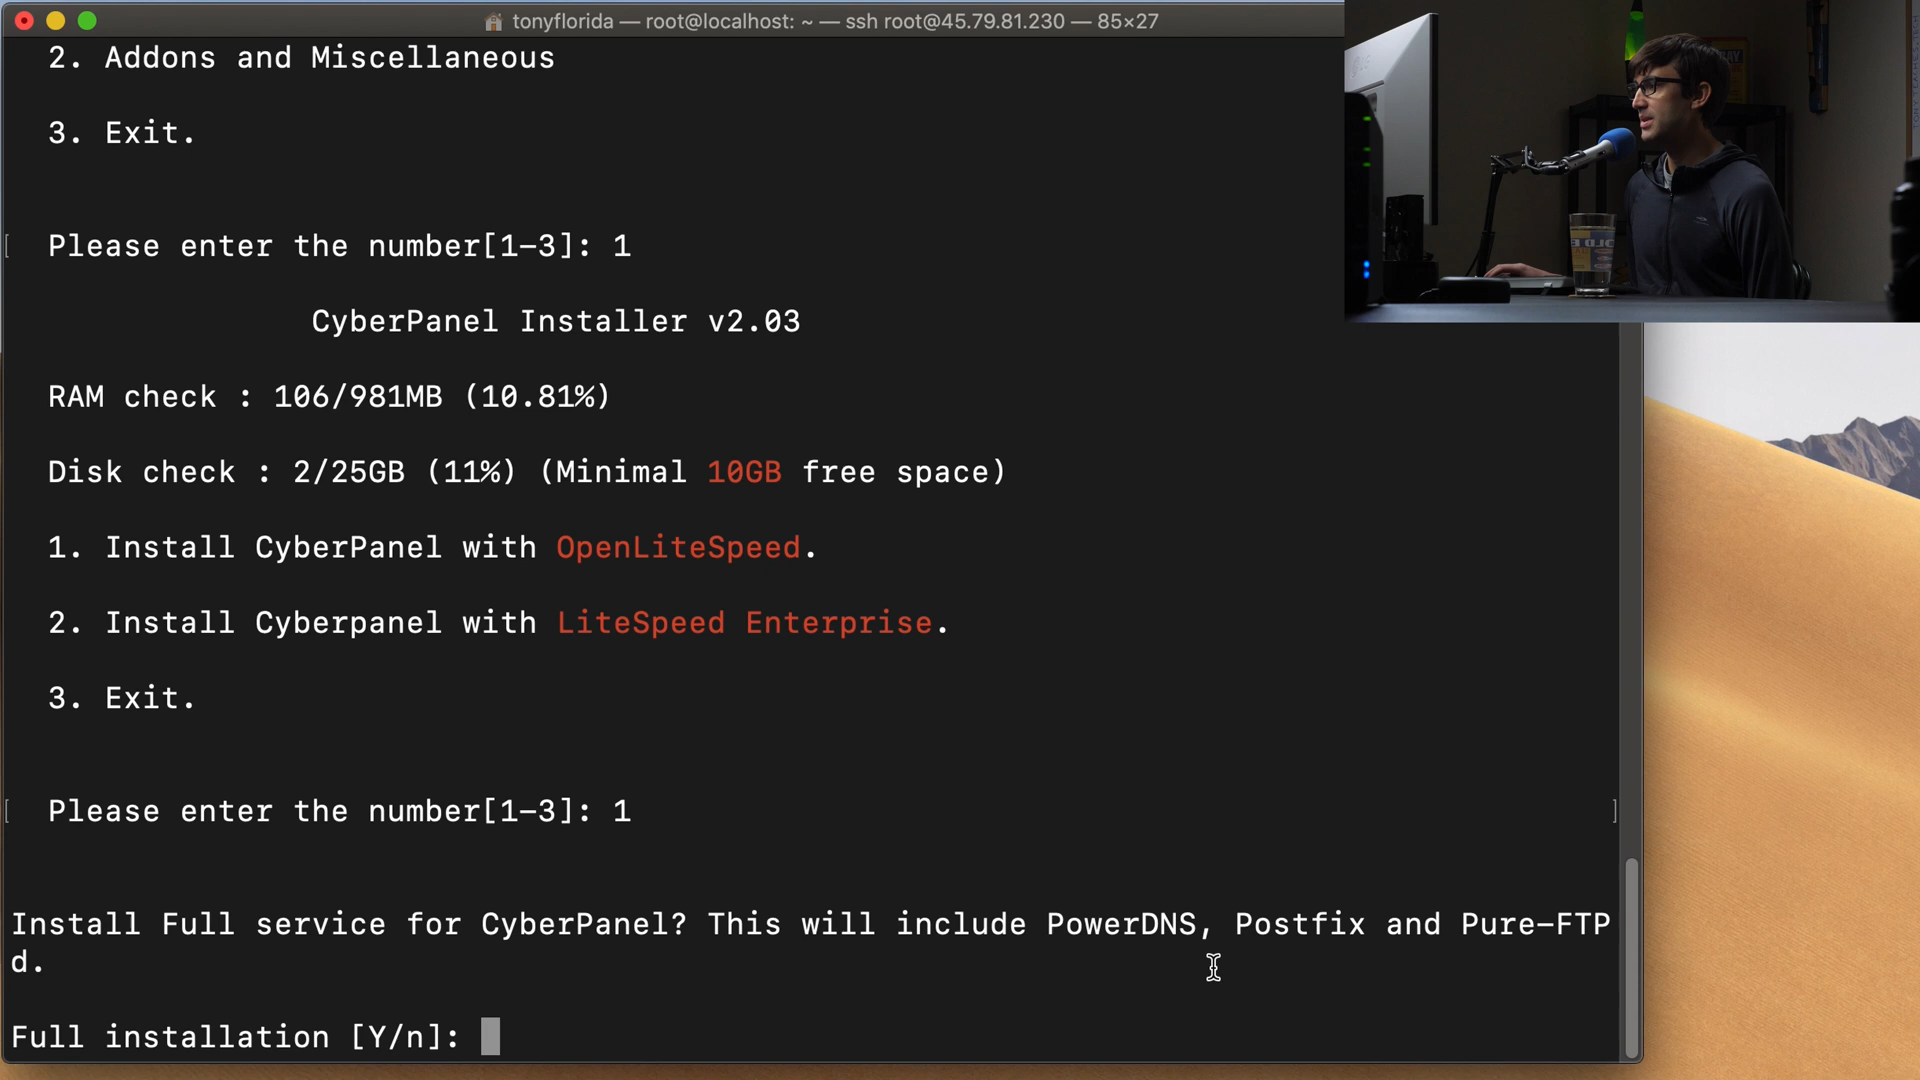 tonyflorida — root@localhost: ~ — ssh root@45.79.81.230 — 85×27
2. Addons and Miscellaneous
3. Exit.
[ Please enter the number[1-3]: 1
CyberPanel Installer v2.03
RAM check : 106/981MB (10.81%)
Disk check : 2/25GB (11%) (Minimal 10GB free space)
1. Install CyberPanel with OpenLiteSpeed.
2. Install Cyberpanel with LiteSpeed Enterprise.
3. Exit.
[ Please enter the number[1-3]: 1 ]
Install Full service for CyberPanel? This will include PowerDNS, Postfix and Pure-FTP
d.
Full installation [Y/n]: